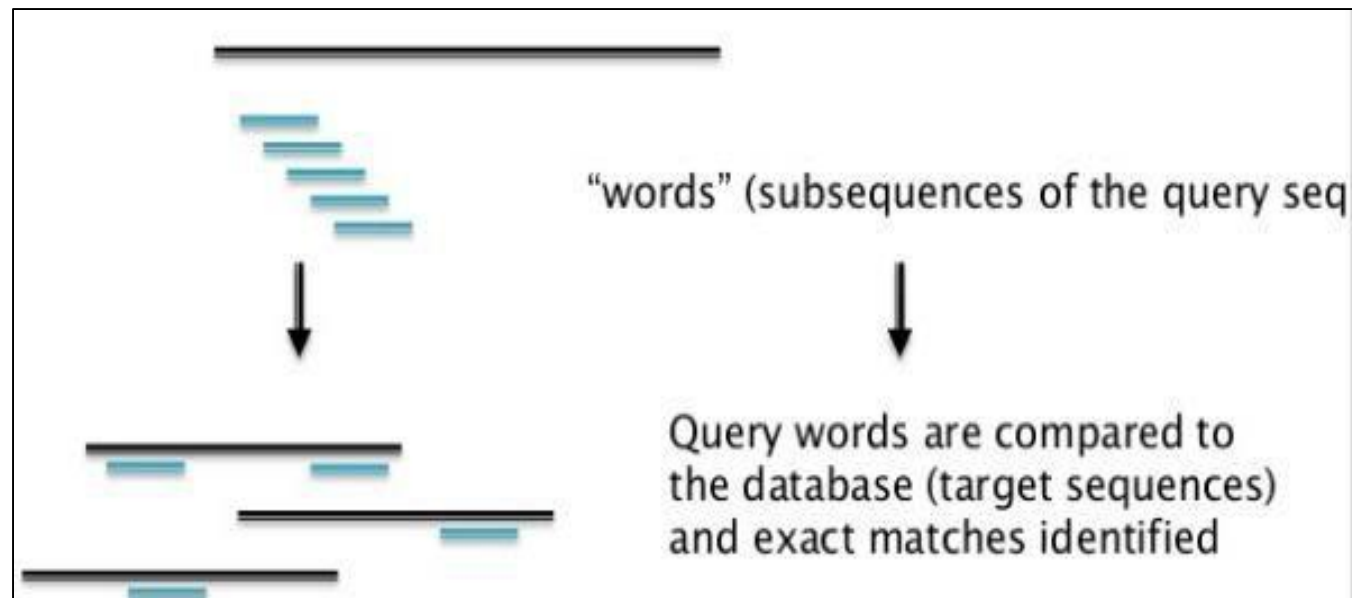 “words” (subsequences of the query seq
Query words are compared to
the database (target sequences)
and exact matches identified